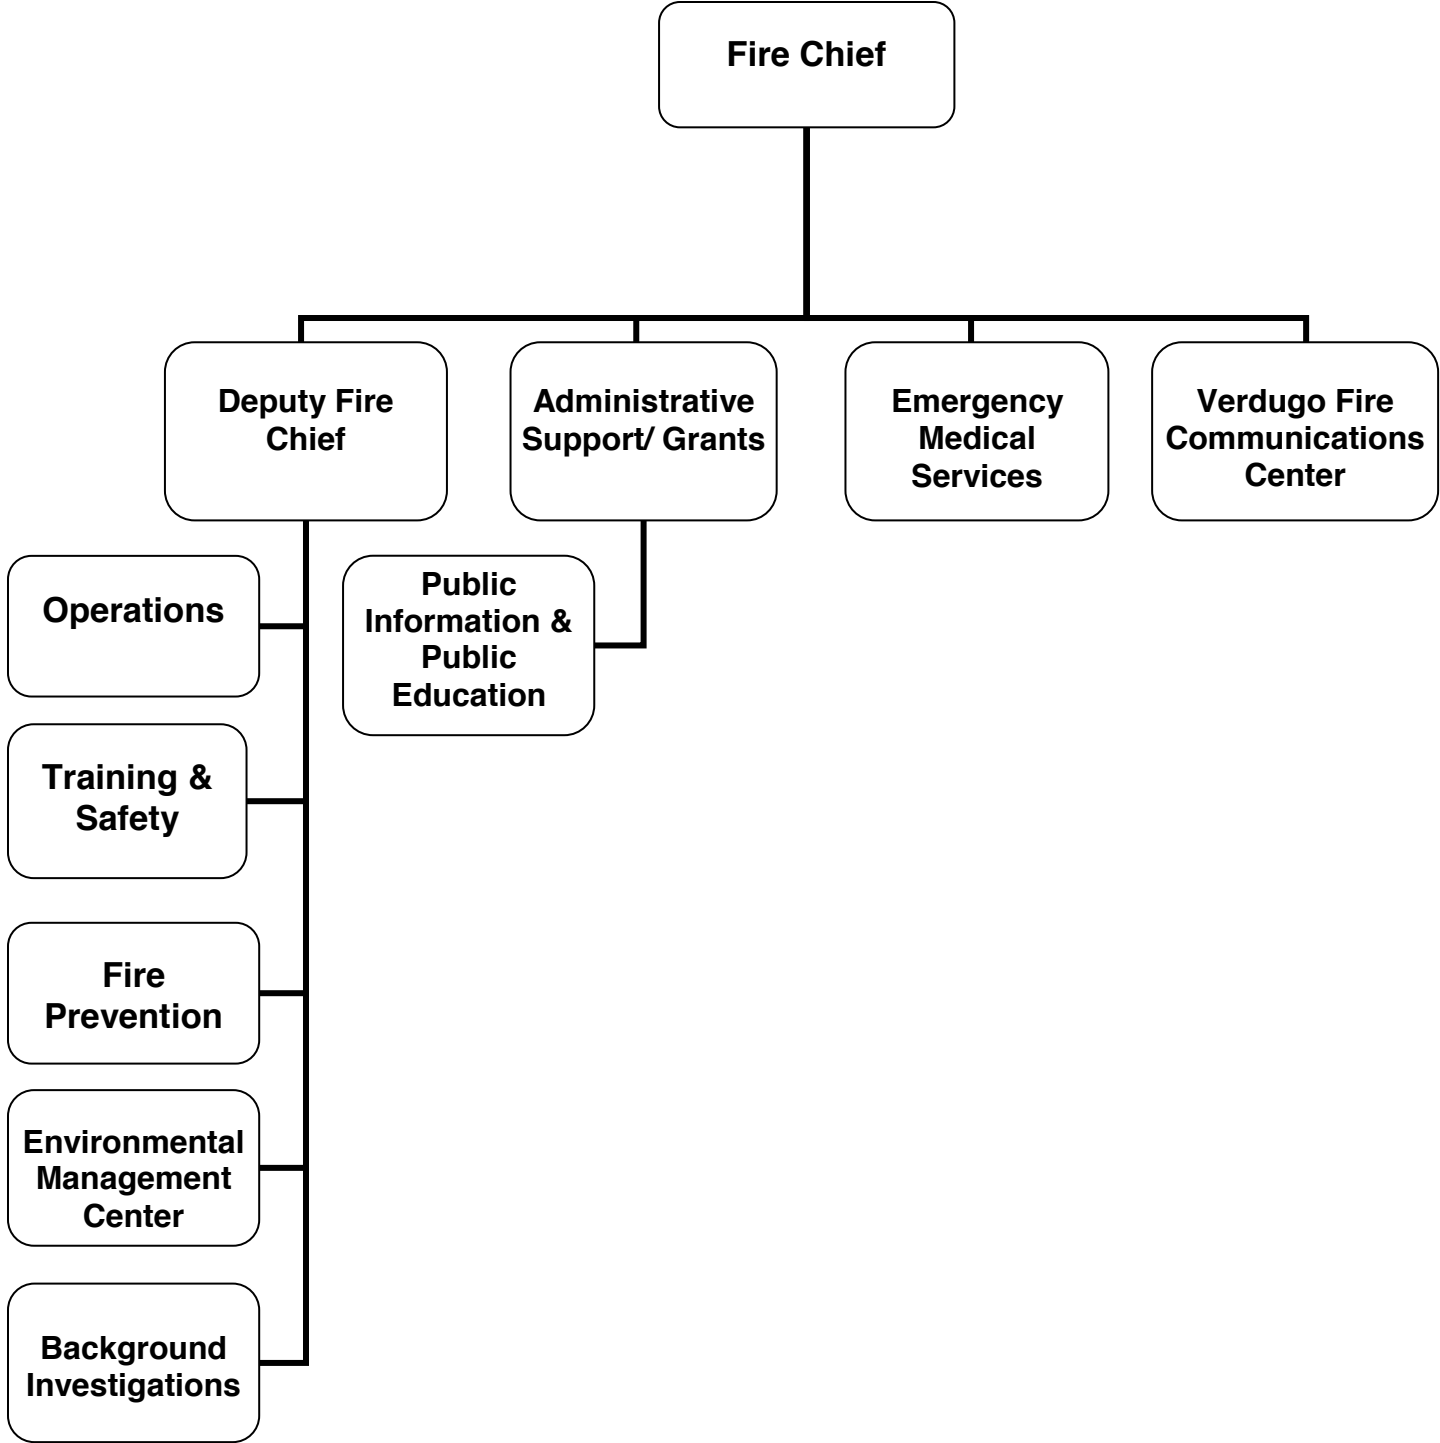 Fire Chief
Deputy Fire
Chief
Administrative
Support/ Grants
Emergency
Medical
Services
Verdugo Fire
Communications
Center
Operations
Public
Information &
Public
Education
Training &
Safety
Fire
Prevention
Environmental
Management
Center
Background
Investigations